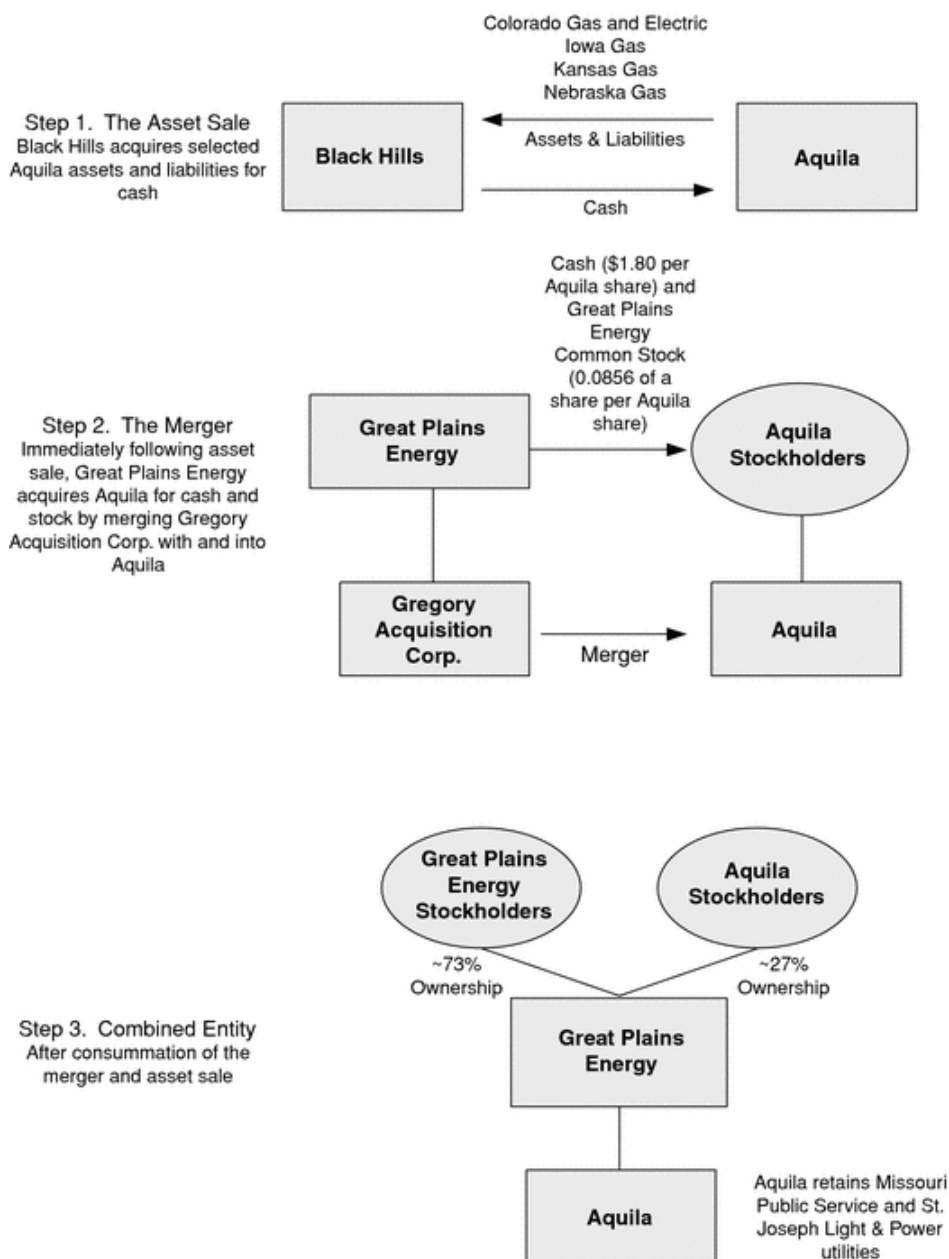 Colorado Gas and Electric
Iowa Gas
Kansas Gas
Nebraska Gas
Step 1. The Asset Sale
Black Hills acquires selected
Aquila assets and liabilities for
cash
Black Hills
Assets & Liabilities
Cash
Aquila
Cash ($1.80 per
Aquila share) and
Great Plains
Energy
Common Stock
(0.0856 of a
share per Aquila
share)
Step 2. The Merger
Immediately following asset
sale, Great Plains Energy
acquires Aquila for cash and
stock by merging Gregory
Acquisition Corp. with and into
Aquila
Great Plains
Energy
Aquila
Stockholders
Gregory
Acquisition
Corp.
Merger
Aquila
Great Plains
Energy
Stockholders
Aquila
Stockholders
~73%
Ownership
~27%
Ownership
Step 3. Combined Entity
After consummation of the
merger and asset sale
Great Plains
Energy
Aquila
Aquila retains Missouri
Public Service and St.
Joseph Light & Power
utilities